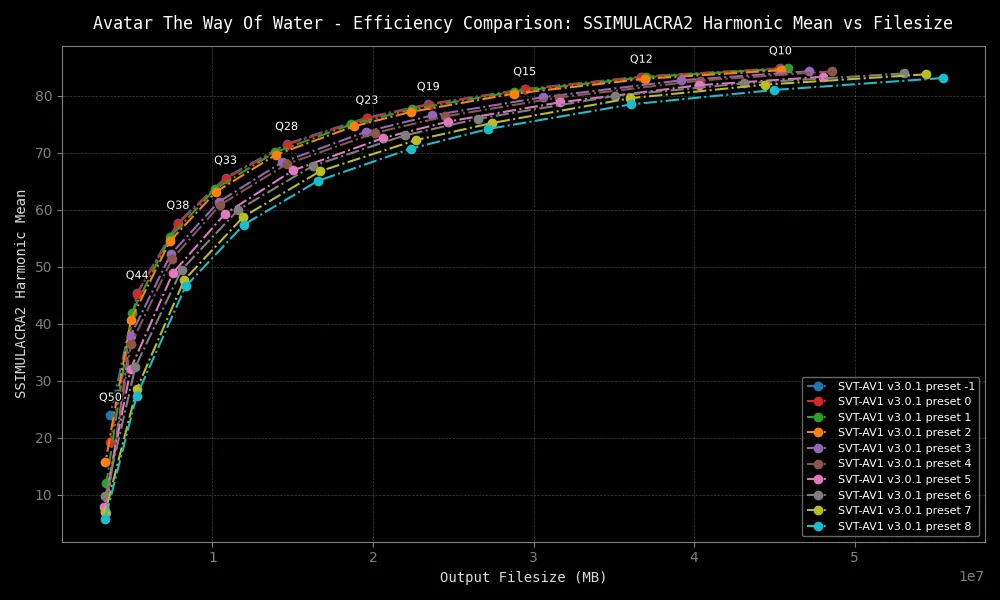 Avatar The Way Of Water - Efficiency Comparison: SSIMULACRA2 Harmonic Mean vs Filesize
SSIMULACRA2 Harmonic Mean
80
70
60
50
40
30
20
10
Q10
Q12
Q15
Q19
Q23
Q28
Q33
Q38
Q44
Q50
SVT-AV1 v3.0.1 preset -1
SVT-AV1 v3.0.1 preset 0
SVT-AV1 v3.0.1 preset 1
SVT-AV1 v3.0.1 preset 2
SVT-AV1 v3.0.1 preset 3
SVT-AV1 v3.0.1 preset 4
SVT-AV1 v3.0.1 preset 5
SVT-AV1 v3.0.1 preset 6
SVT-AV1 v3.0.1 preset 7
SVT-AV1 v3.0.1 preset 8
1 2 3 4 5
1e7
Output Filesize (MB)